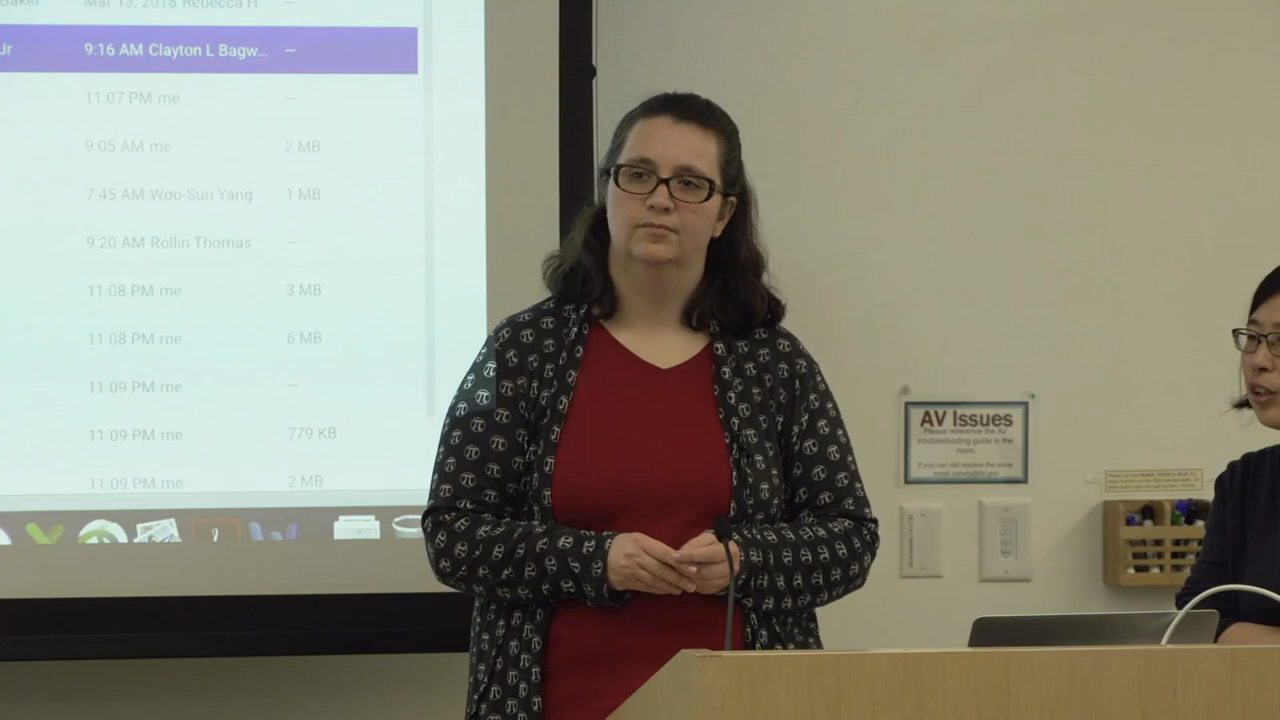 Baker Mar 13, 2018 Rebecca H... —
Jr 9:16 AM Clayton L Bagw... —
11:07 PM me —
9:05 AM me 2 MB
7:45 AM Woo-Sun Yang 1 MB
9:20 AM Rollin Thomas —
11:08 PM me 3 MB
11:08 PM me 6 MB
11:09 PM me —
11:09 PM me 779 KB
11:09 PM me 2 MB
AV Issues
Please reference the AV
troubleshooting guide in the
room.
If you can not resolve the issue
email